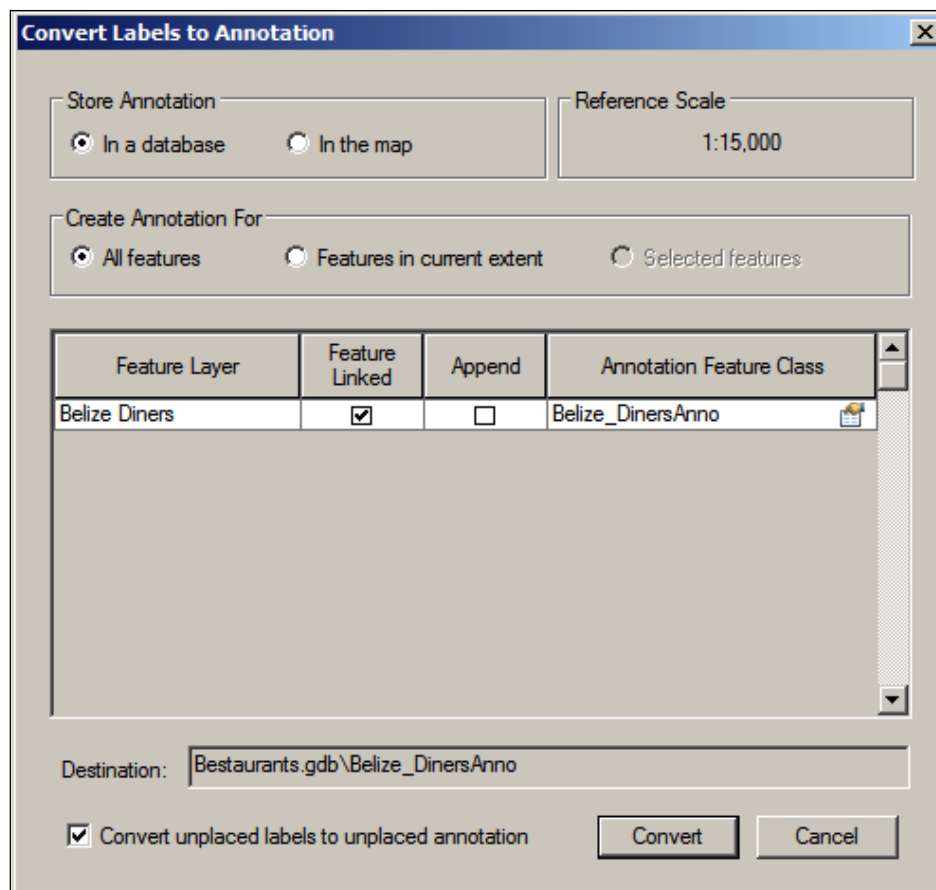 Convert Labels to Annotation
Store Annotation
In a database
In the map
Reference Scale
1:15,000
Create Annotation For
All features
Features in current extent
Selected features
Feature Layer
Feature Linked
Append
Annotation Feature Class
Belize Diners
Belize_DinersAnno
Destination:
Bestaurants.gdb\Belize_DinersAnno
Convert unplaced labels to unplaced annotation
Convert
Cancel